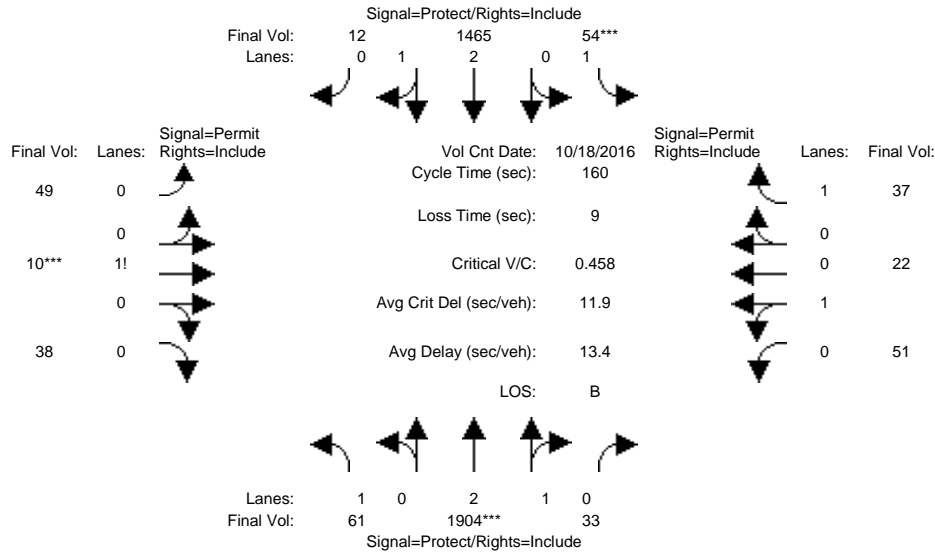 Signal=Protect/Rights=Include
Final Vol: 12 1465 54***
Lanes: 0 1 2 0 1
Signal=Permit Signal=Permit
Final Vol: Lanes: Rights=Include Vol Cnt Date: 10/18/2016 Rights=Include Lanes: Final Vol:
Cycle Time (sec): 160
49 0 1 37
Loss Time (sec): 9
0 0
10*** 1! Critical V/C: 0.458 0 22
0 Avg Crit Del (sec/veh): 11.9 1
38 0 Avg Delay (sec/veh): 13.4 0 51
LOS: B
Lanes: 1 0 2 1 0
Final Vol: 61 1904*** 33
Signal=Protect/Rights=Include